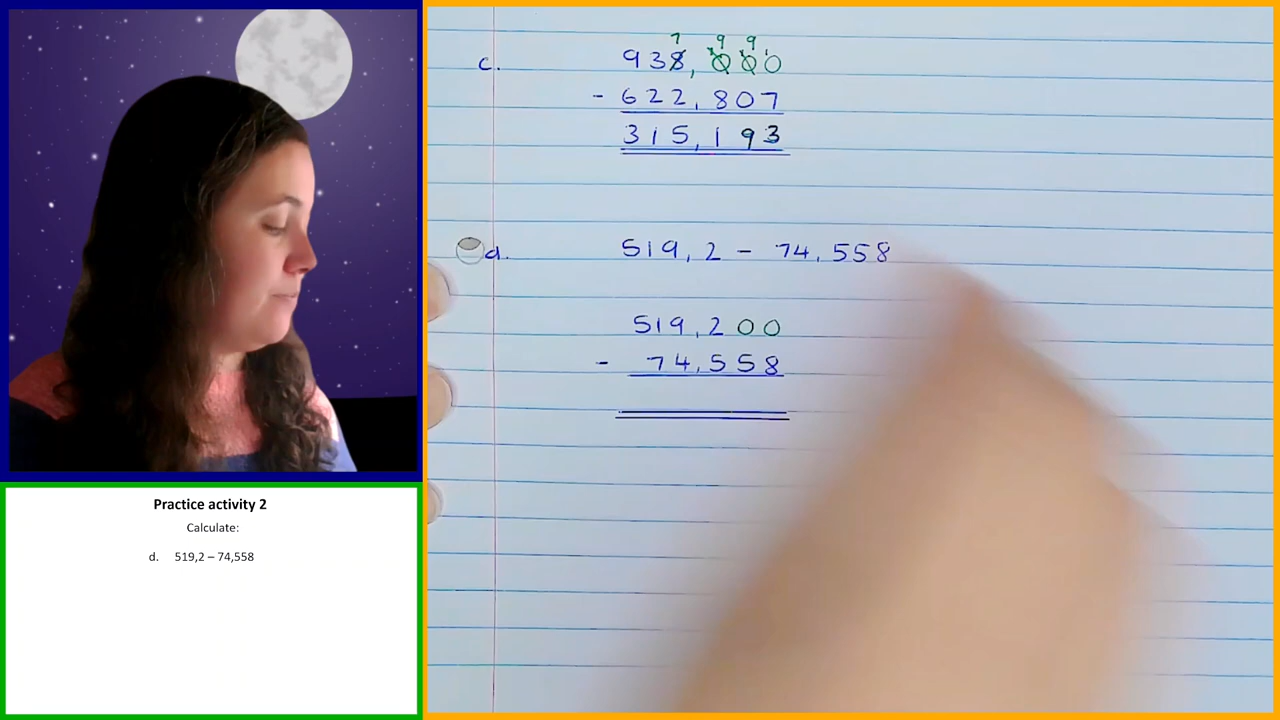 c. 938,000
7 9 9 1
- 622,807
315,193
d. 519,2 - 74,558
519,200
- 74,558
Practice activity 2
Calculate:
d. 519,2 – 74,558